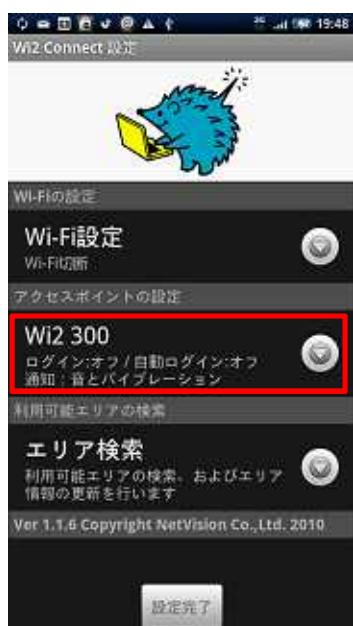 3G 19:48
Wi2 Connect 設定
Wi-Fiの設定
Wi-Fi設定
Wi-Fi切断
アクセスポイントの設定
Wi2 300
ログイン:オフ / 自動ログイン:オフ
通知：音とバイブレーション
利用可能エリアの検索
エリア検索
利用可能エリアの検索、およびエリア
情報の更新を行います
Ver 1.1.6 Copyright NetVision Co.,Ltd. 2010
設定完了